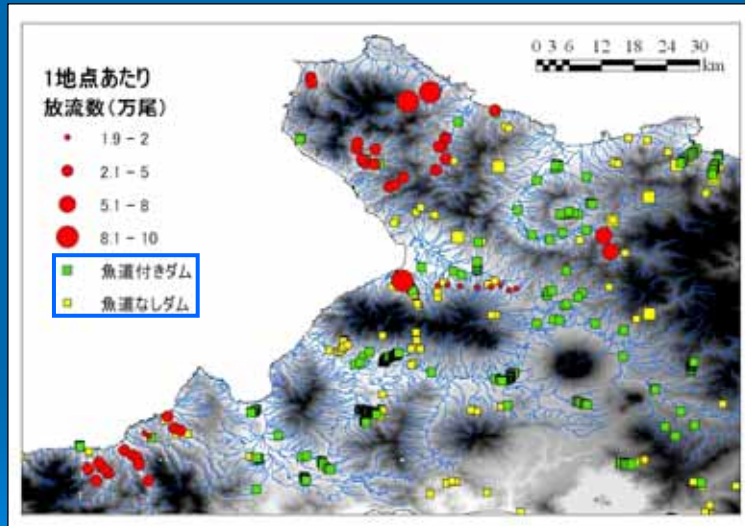 1地点あたり
放流数(万尾)
1.9 - 2
2.1 - 5
5.1 - 8
8.1 - 10
魚道付きダム
魚道なしダム
0 3 6 12 18 24 30
km